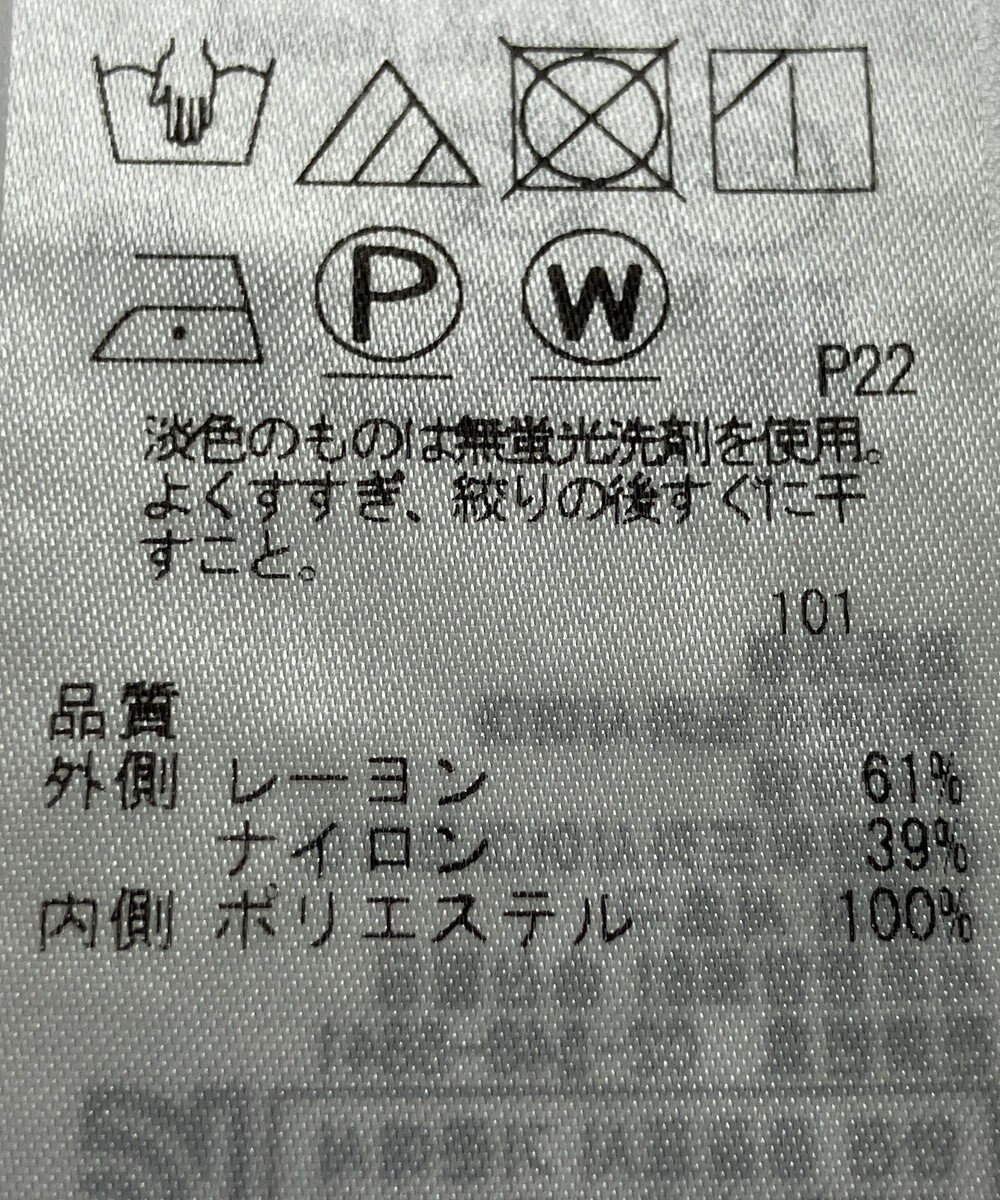 P W
P22
淡色のものは無蛍光洗剤を使用。
よくすすぎ、絞りの後すぐに干
すこと。
101
品質
外側 レーヨン 61%
ナイロン 39%
内側 ポリエステル 100%